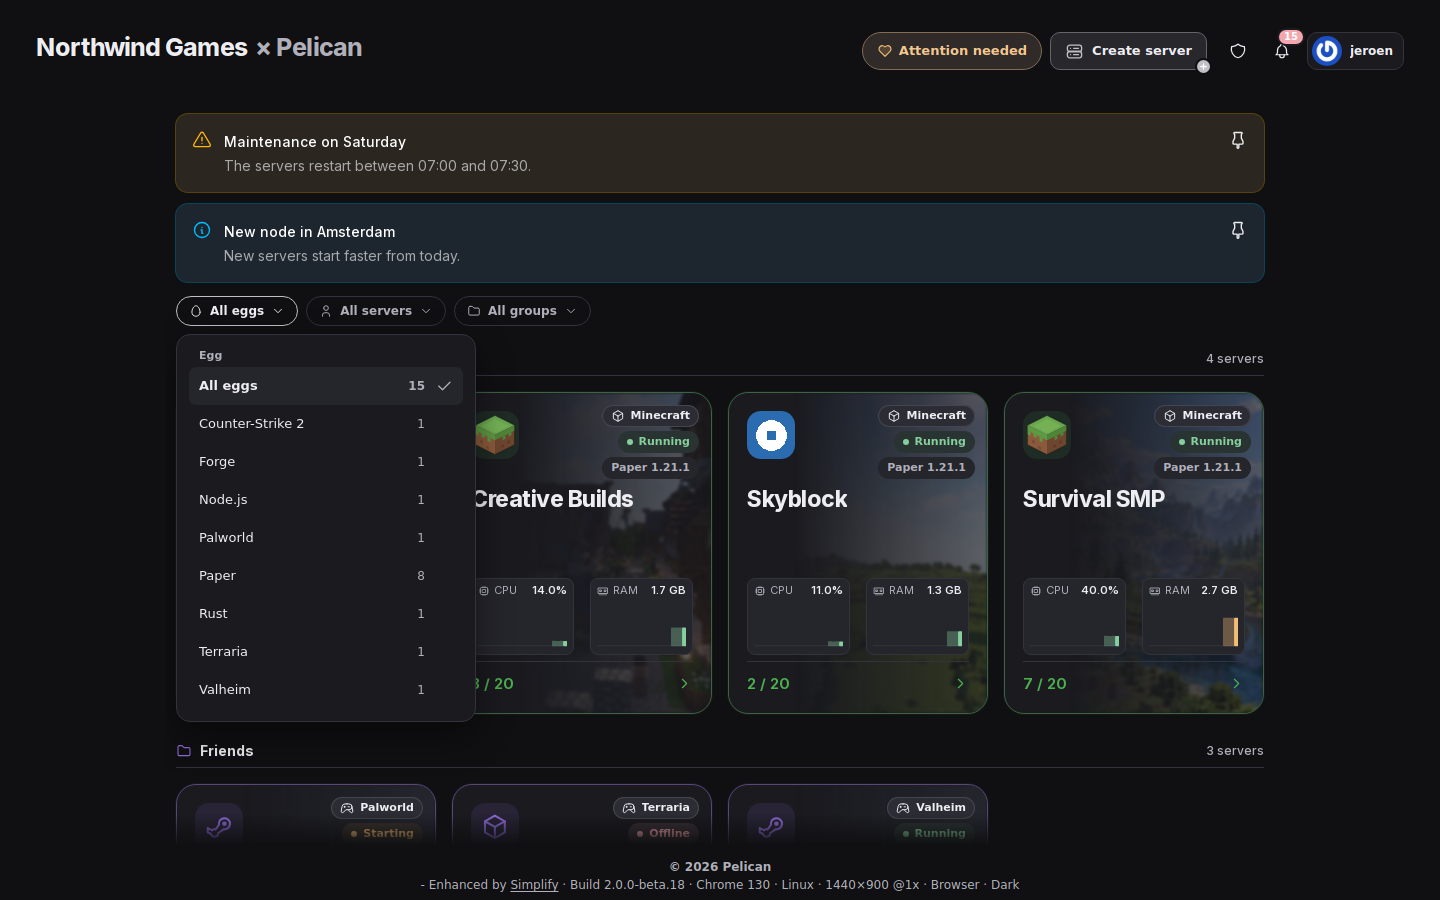 Northwind Games × Pelican
Attention needed
Create server
15
jeroen
Maintenance on Saturday
The servers restart between 07:00 and 07:30.
New node in Amsterdam
New servers start faster from today.
All eggs
All servers
All groups
Egg
All eggs 15
Counter-Strike 2 1
Forge 1
Node.js 1
Palworld 1
Paper 8
Rust 1
Terraria 1
Valheim 1
4 servers
Minecraft
Running
Paper 1.21.1
Creative Builds
CPU 14.0%
RAM 1.7 GB
3 / 20
Minecraft
Running
Paper 1.21.1
Skyblock
CPU 11.0%
RAM 1.3 GB
2 / 20
Minecraft
Running
Paper 1.21.1
Survival SMP
CPU 40.0%
RAM 2.7 GB
7 / 20
Friends
3 servers
Palworld
Starting
Terraria
Offline
Valheim
Running
© 2026 Pelican
- Enhanced by Simplify · Build 2.0.0-beta.18 · Chrome 130 · Linux · 1440×900 @1x · Browser · Dark